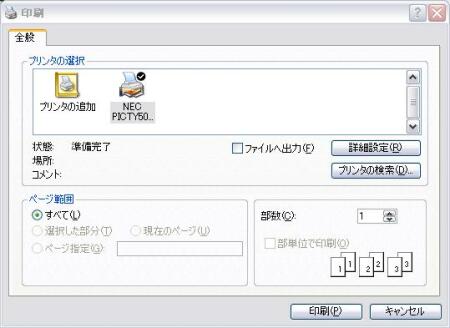 印刷
全般
プリンタの選択
プリンタの追加
NEC
PICTY50...
状態: 準備完了
場所:
コメント:
ファイルへ出力(F)
詳細設定(R)
プリンタの検索(D)...
ページ範囲
すべて(L)
選択した部分(T) 現在のページ(U)
ページ指定(G):
部数(C): 1
部単位で印刷(O)
1 1 2 2 3 3
印刷(P) キャンセル